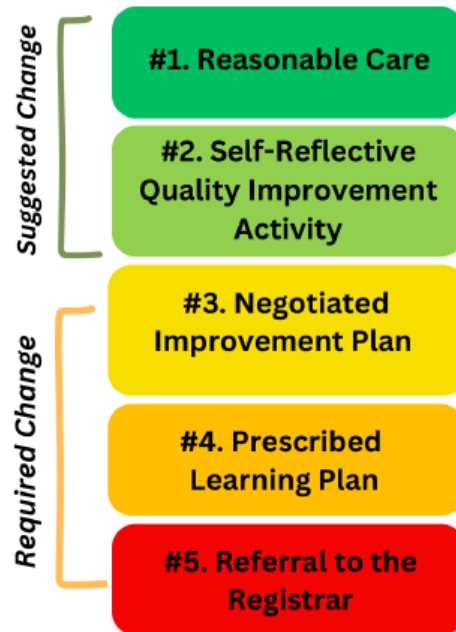 Suggested Change
#1. Reasonable Care
#2. Self-Reflective
Quality Improvement
Activity
Required Change
#3. Negotiated
Improvement Plan
#4. Prescribed
Learning Plan
#5. Referral to the
Registrar